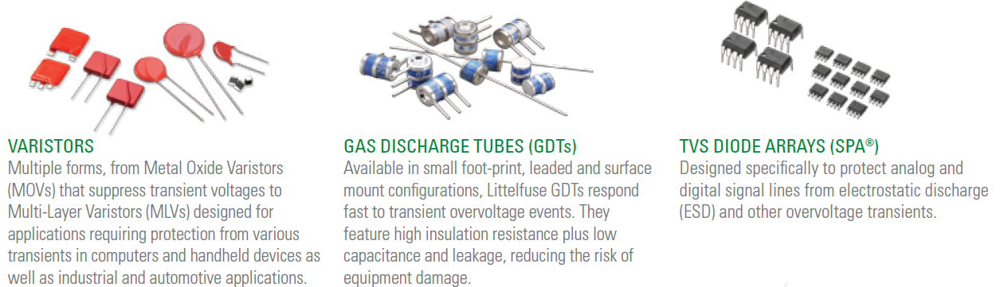 VARISTORS
Multiple forms, from Metal Oxide Varistors
(MOVs) that suppress transient voltages to
Multi-Layer Varistors (MLVs) designed for
applications requiring protection from various
transients in computers and handheld devices as
well as industrial and automotive applications.
GAS DISCHARGE TUBES (GDTs)
Available in small foot-print, leaded and surface
mount configurations, Littelfuse GDTs respond
fast to transient overvoltage events. They
feature high insulation resistance plus low
capacitance and leakage, reducing the risk of
equipment damage.
TVS DIODE ARRAYS (SPA®)
Designed specifically to protect analog and
digital signal lines from electrostatic discharge
(ESD) and other overvoltage transients.